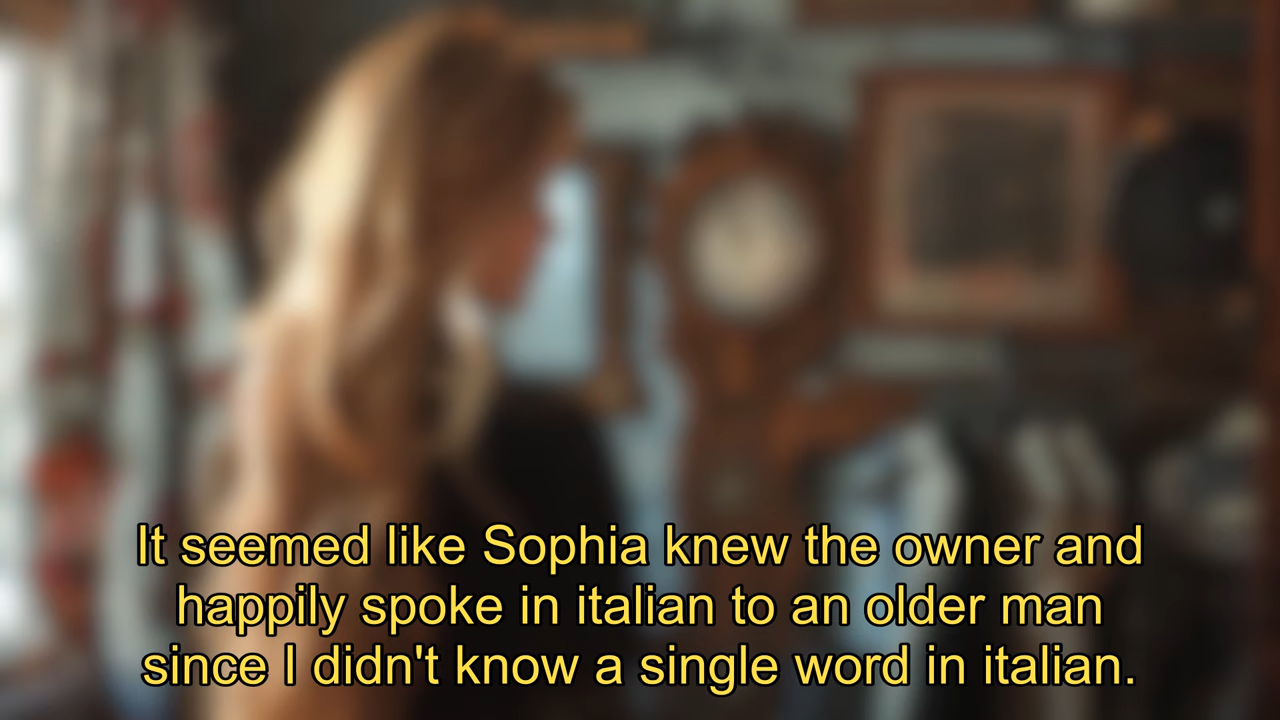 It seemed like Sophia knew the owner and
happily spoke in italian to an older man
since I didn't know a single word in italian.